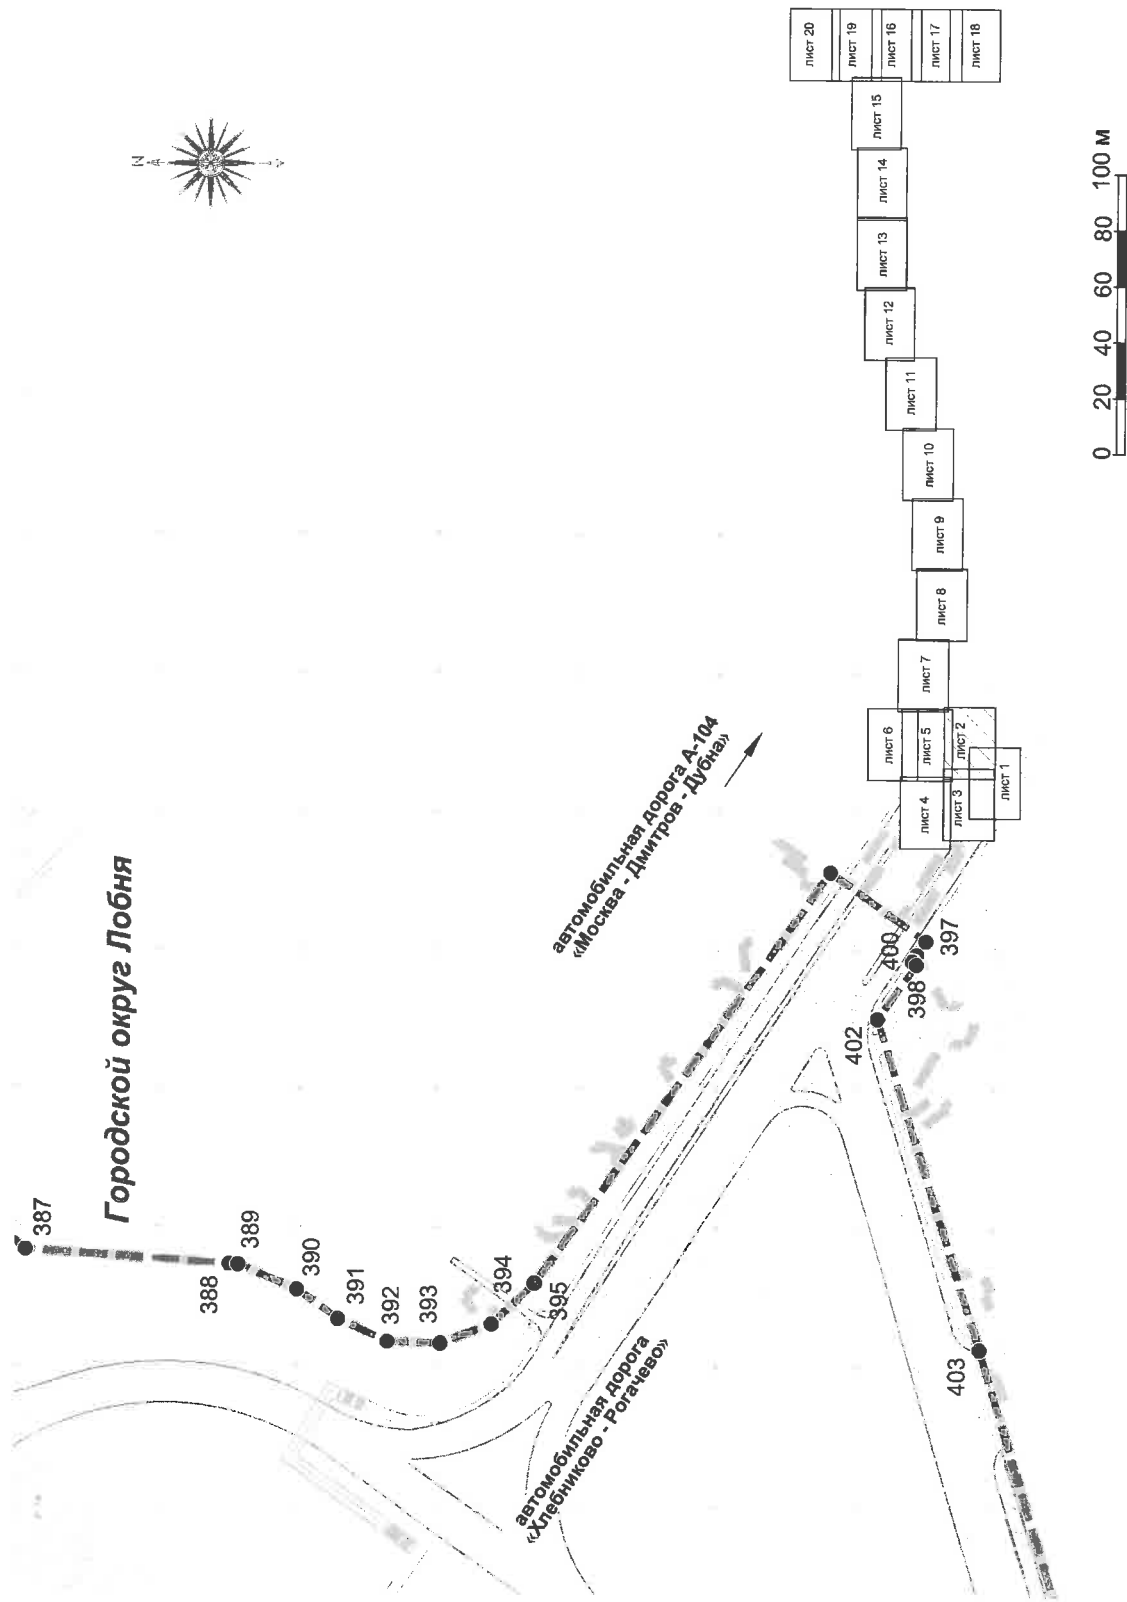 Городской округ Лобня
N
387
388
389
390
391
392
393
394
395
автомобильная дорога А-104
«Москва - Дмитров - Дубна»
автомобильная дорога
«Хлебниково - Рогачево»
400
397
398
402
403
лист 20
лист 19
лист 16
лист 17
лист 18
лист 15
лист 14
лист 13
лист 12
лист 11
лист 10
лист 9
лист 8
лист 7
лист 6
лист 5
лист 2
лист 4
лист 3
лист 1
0 20 40 60 80 100 м